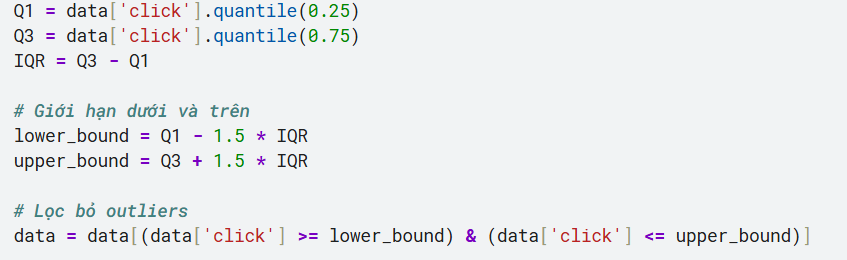 Q1 = data['click'].quantile(0.25)
Q3 = data['click'].quantile(0.75)
IQR = Q3 - Q1
# Giới hạn dưới và trên
lower_bound = Q1 - 1.5 * IQR
upper_bound = Q3 + 1.5 * IQR
# Lọc bỏ outliers
data = data[(data['click'] >= lower_bound) & (data['click'] <= upper_bound)]